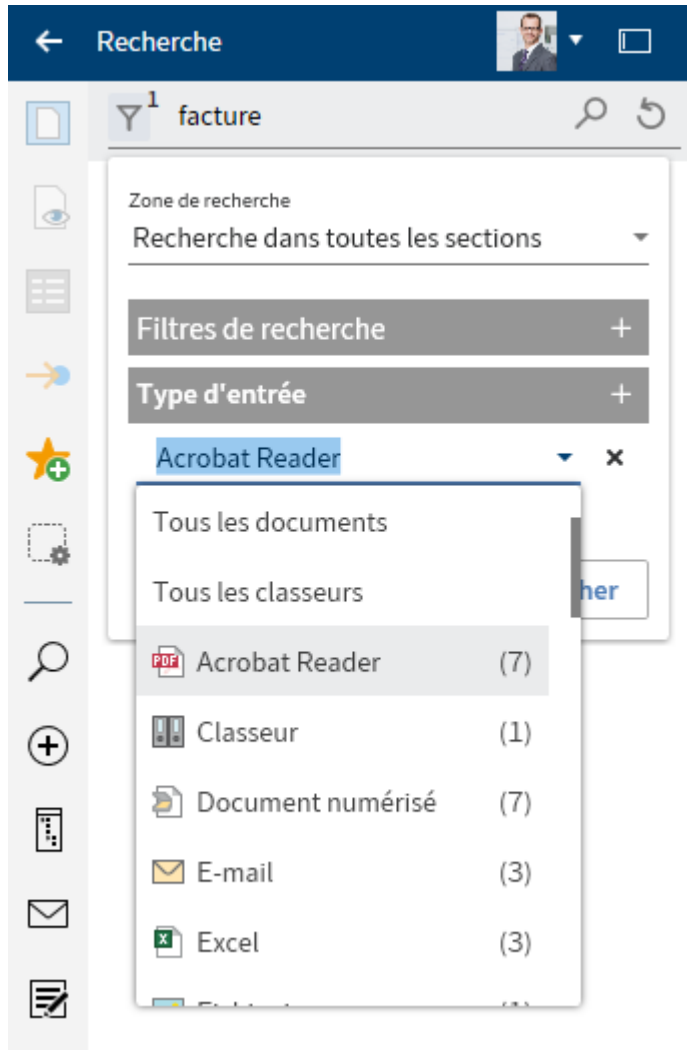 Recherche
1
facture
Zone de recherche
Recherche dans toutes les sections
Filtres de recherche +
Type d'entrée +
Acrobat Reader
Tous les documents
Tous les classeurs
her
PDF Acrobat Reader (7)
Classeur (1)
Document numérisé (7)
E-mail (3)
Excel (3)